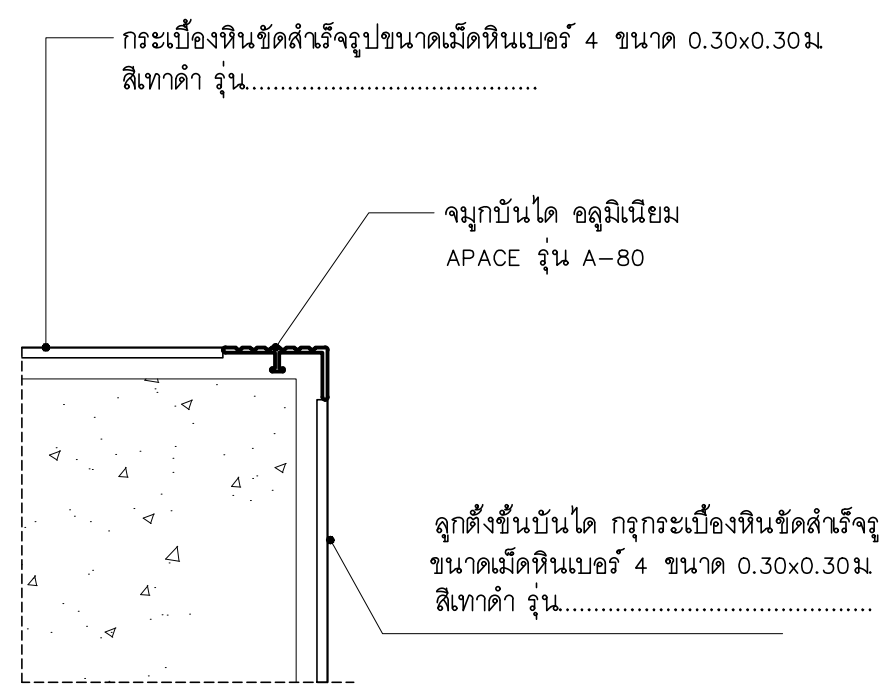 กระเบื้องหินขัดสำเร็จรูปขนาดเม็ดหินเบอร์ 4 ขนาด 0.30x0.30ม.
สีเทาดำ รุ่น..........................................
จมูกบันได อลูมิเนียม
APACE รุ่น A-80
ลูกตั้งขั้นบันได กรุกระเบื้องหินขัดสำเร็จรู
ขนาดเม็ดหินเบอร์ 4 ขนาด 0.30x0.30ม.
สีเทาดำ รุ่น.............................................